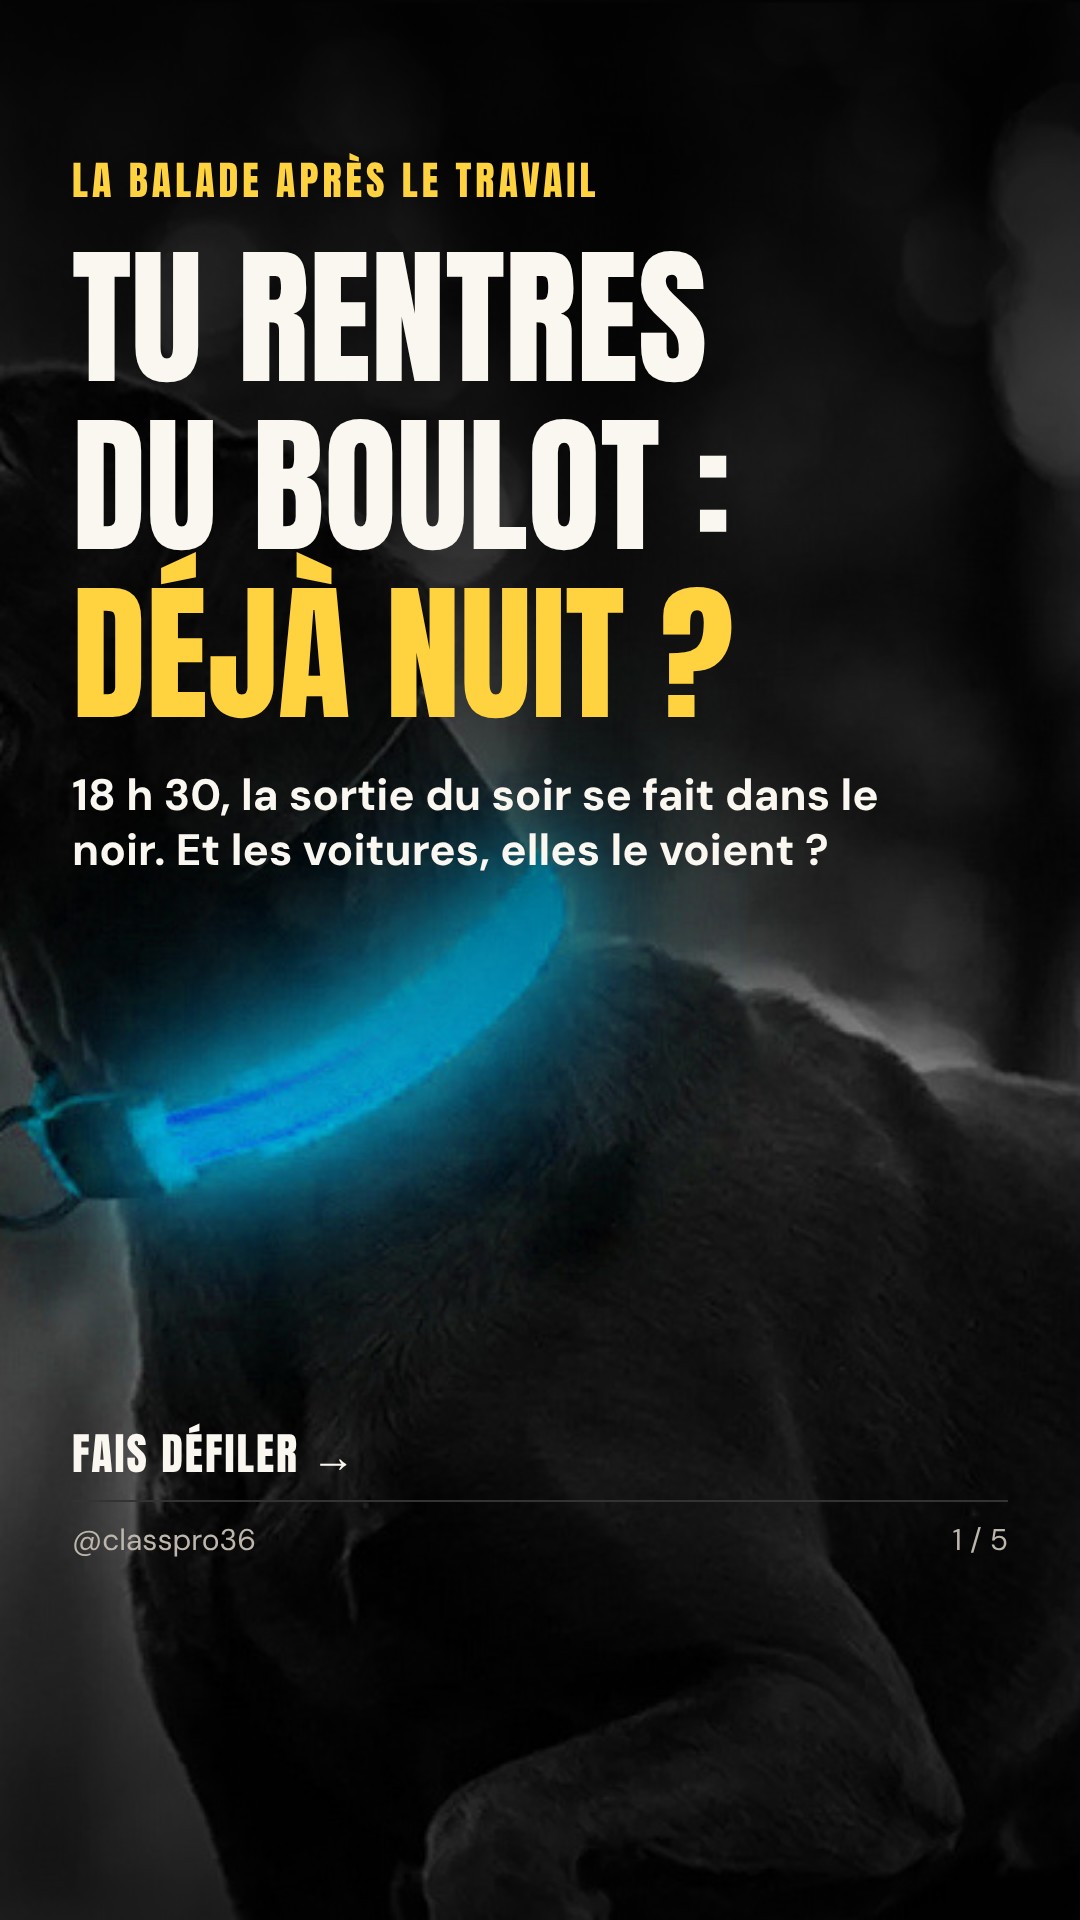 LA BALADE APRÈS LE TRAVAIL
TU RENTRES
DU BOULOT :
DÉJÀ NUIT ?
18 h 30, la sortie du soir se fait dans le
noir. Et les voitures, elles le voient ?
FAIS DÉFILER →
@classpro36
1 / 5